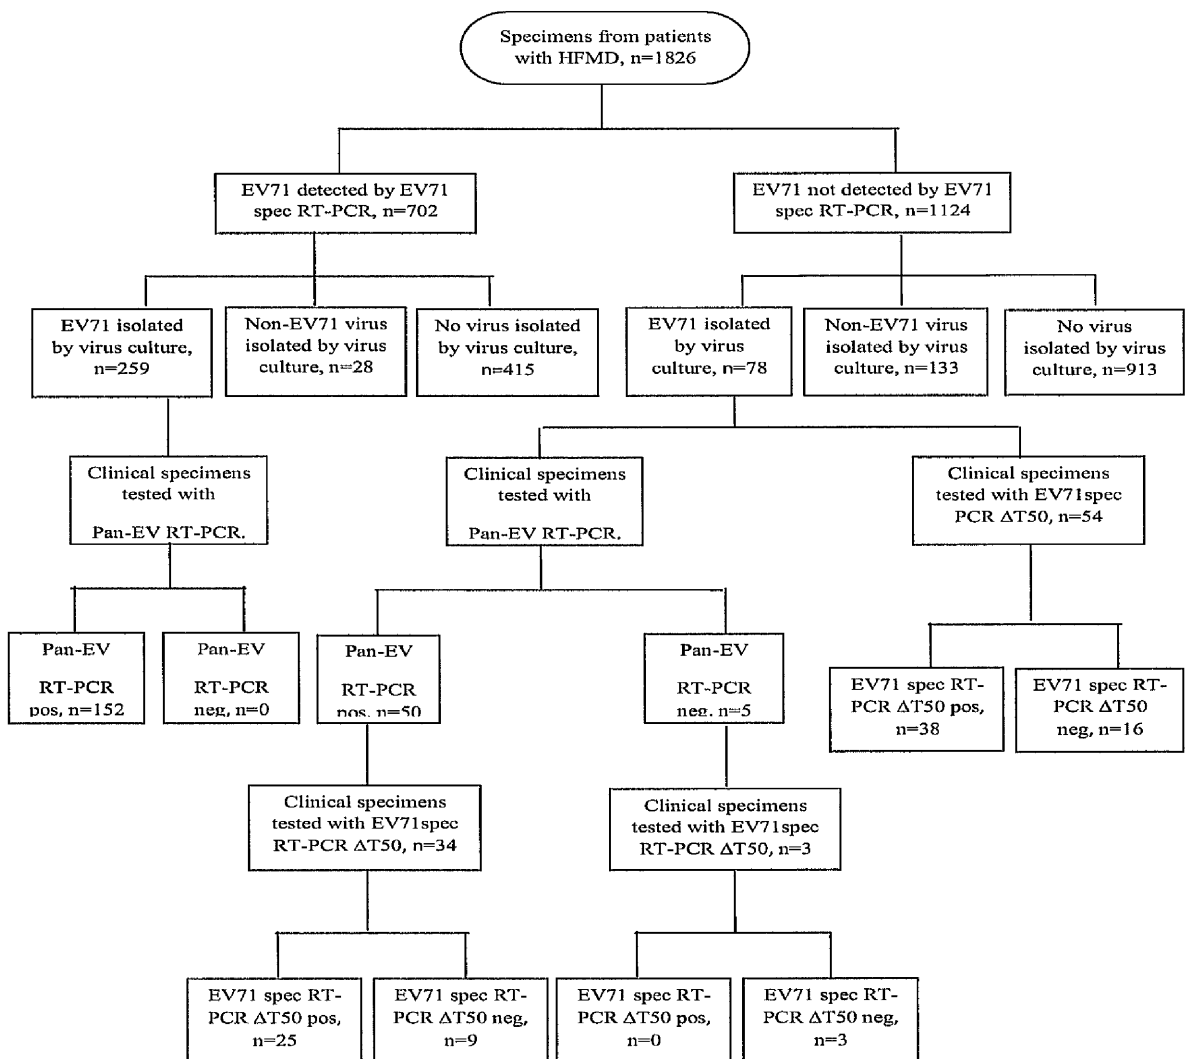 Specimens from patients
with HFMD, n=1826
EV71 detected by EV71
spec RT-PCR, n=702
EV71 not detected by EV71
spec RT-PCR, n=1124
EV71 isolated
by virus culture,
n=259
Non-EV71 virus
isolated by virus
culture, n=28
No virus isolated
by virus culture,
n=415
EV71 isolated
by virus
culture, n=78
Non-EV71 virus
isolated by virus
culture, n=133
No virus
isolated by virus
culture, n=913
Clinical specimens
tested with
Pan-EV RT-PCR.
Clinical specimens
tested with
Pan-EV RT-PCR.
Clinical specimens
tested with EV71spec
PCR ΔT50, n=54
Pan-EV
RT-PCR
pos, n=152
Pan-EV
RT-PCR
neg, n=0
Pan-EV
RT-PCR
pos. n=50
Pan-EV
RT-PCR
neg. n=5
EV71 spec RT-
PCR ΔT50 pos,
n=38
EV71 spec RT-
PCR ΔT50
neg, n=16
Clinical specimens
tested with EV71spec
RT-PCR ΔT50, n=34
Clinical specimens
tested with EV71spec
RT-PCR ΔT50, n=3
EV71 spec RT-
PCR ΔT50 pos,
n=25
EV71 spec RT-
PCR ΔT50 neg,
n=9
EV71 spec RT-
PCR ΔT50 pos,
n=0
EV71 spec RT-
PCR ΔT50 neg,
n=3